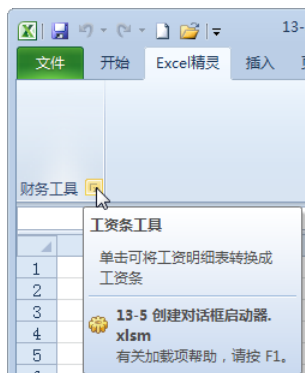 13-
文件 开始 Excel精灵 插入
财务工具
工资条工具
单击可将工资明细表转换成
工资条
13-5 创建对话框启动器.
xlsm
有关加载项帮助，请按 F1。
1
2
3
4
5